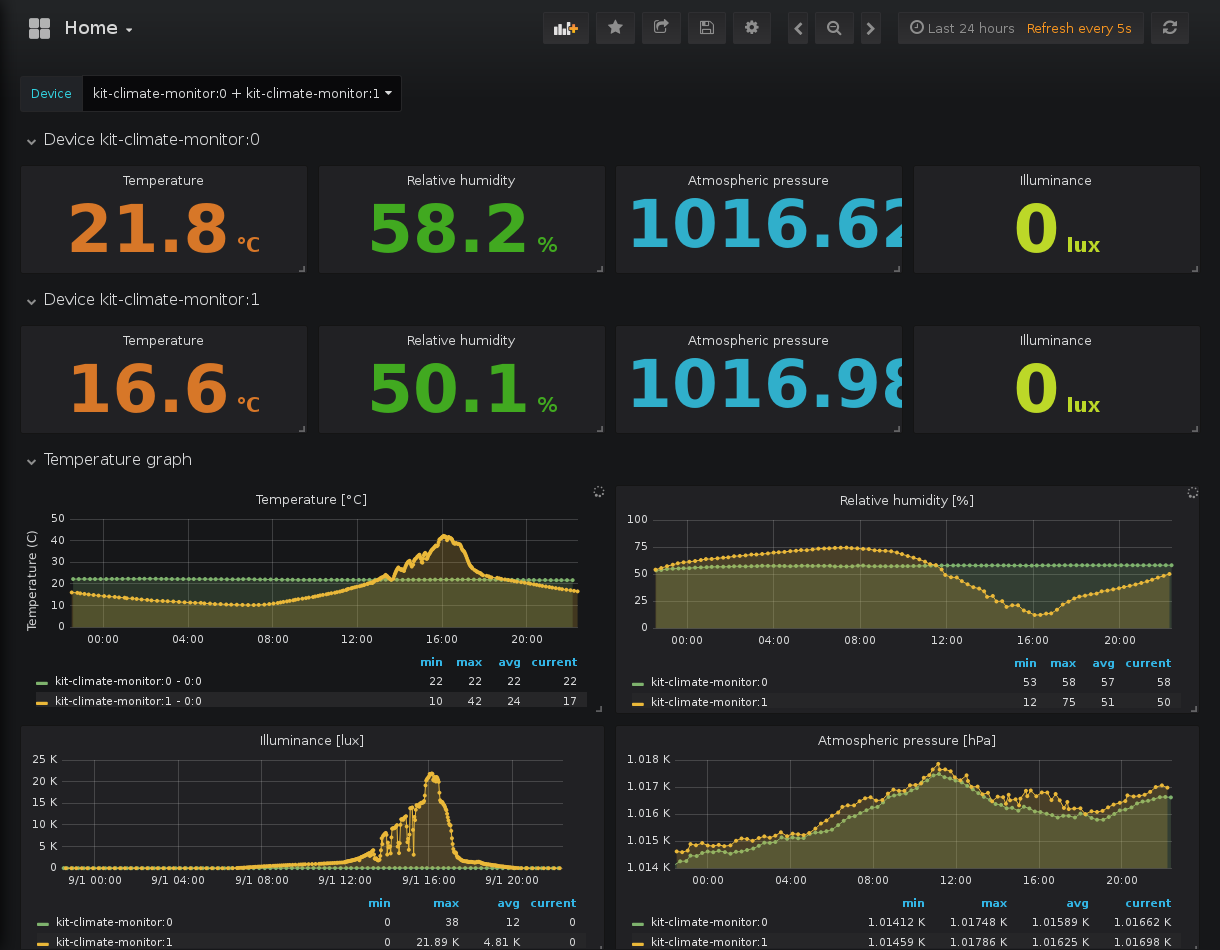 Home
Last 24 hours Refresh every 5s
Device kit-climate-monitor:0 + kit-climate-monitor:1
Device kit-climate-monitor:0
Temperature Relative humidity Atmospheric pressure Illuminance
21.8 °C 58.2 % 1016.62 0 lux
Device kit-climate-monitor:1
Temperature Relative humidity Atmospheric pressure Illuminance
16.6 °C 50.1 % 1016.98 0 lux
Temperature graph
Temperature [°C]
Temperature (C)
50
40
30
20
10
0
00:00 04:00 08:00 12:00 16:00 20:00
min max avg current
kit-climate-monitor:0 - 0:0 22 22 22 22
kit-climate-monitor:1 - 0:0 10 42 24 17
Relative humidity [%]
100
75
50
25
0
00:00 04:00 08:00 12:00 16:00 20:00
min max avg current
kit-climate-monitor:0 53 58 57 58
kit-climate-monitor:1 12 75 51 50
Illuminance [lux]
25 K
20 K
15 K
10 K
5 K
0
9/1 00:00 9/1 04:00 9/1 08:00 9/1 12:00 9/1 16:00 9/1 20:00
min max avg current
kit-climate-monitor:0 0 38 12 0
kit-climate-monitor:1 0 21.89 K 4.81 K 0
Atmospheric pressure [hPa]
1.018 K
1.017 K
1.016 K
1.015 K
1.014 K
00:00 04:00 08:00 12:00 16:00 20:00
min max avg current
kit-climate-monitor:0 1.01412 K 1.01748 K 1.01589 K 1.01662 K
kit-climate-monitor:1 1.01459 K 1.01786 K 1.01625 K 1.01698 K